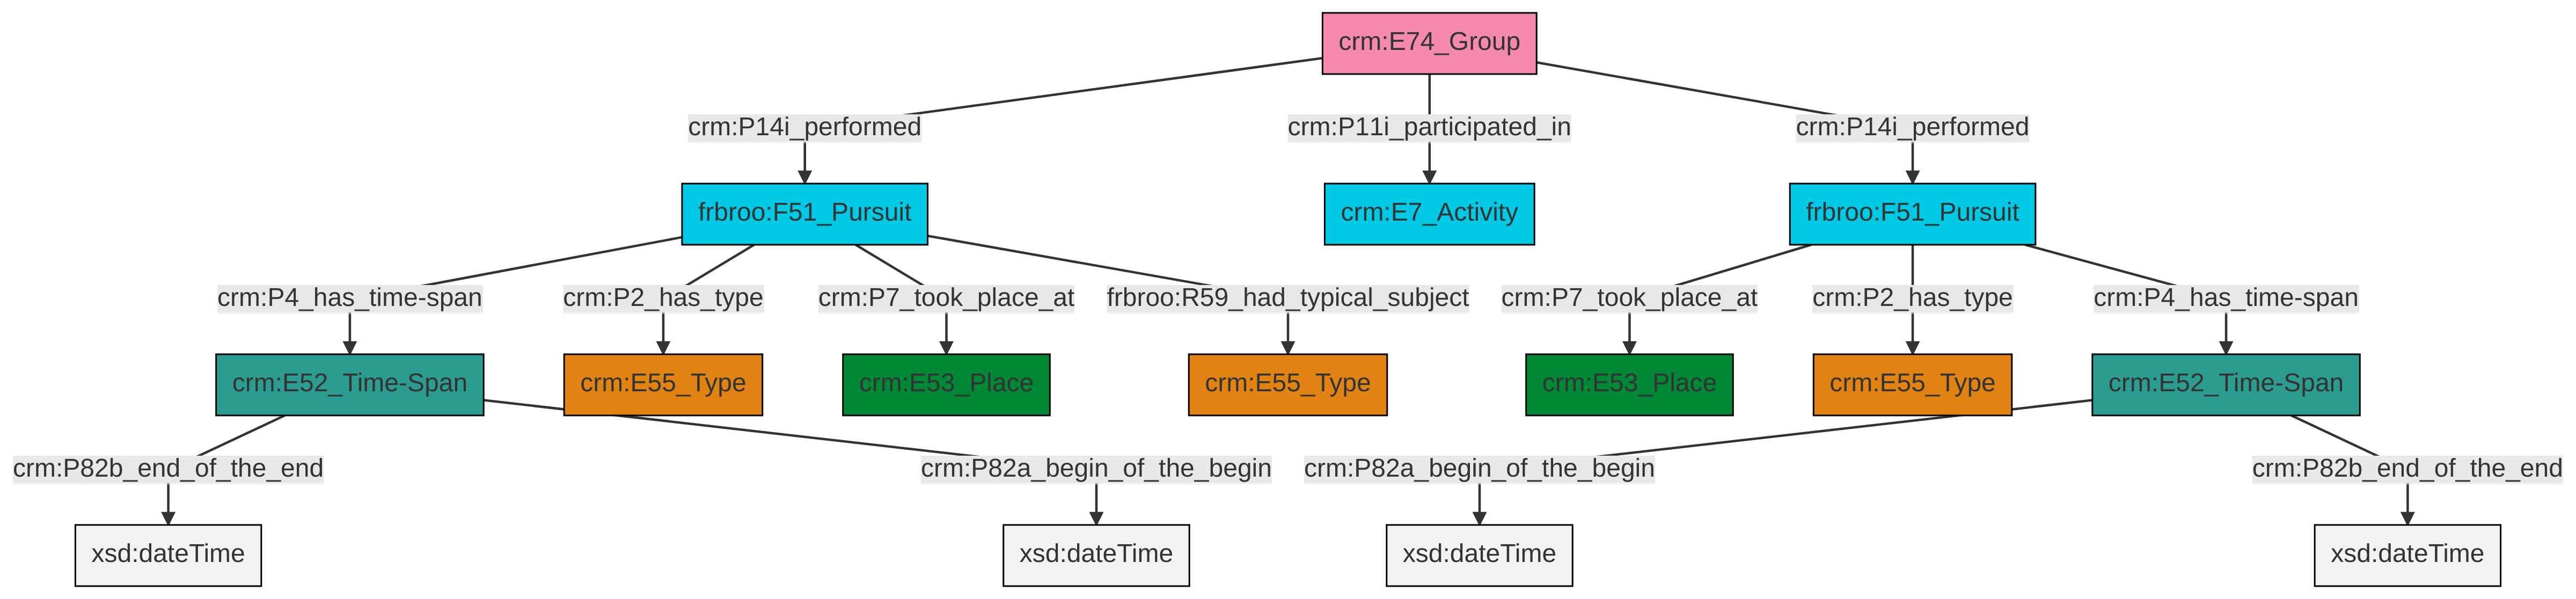 crm:E74_Group
crm:P14i_performed
crm:P11i_participated_in
crm:P14i_performed
frbroo:F51_Pursuit
crm:E7_Activity
frbroo:F51_Pursuit
crm:P4_has_time-span
crm:P2_has_type
crm:P7_took_place_at
frbroo:R59_had_typical_subject
crm:P7_took_place_at
crm:P2_has_type
crm:P4_has_time-span
crm:E52_Time-Span
crm:E55_Type
crm:E53_Place
crm:E55_Type
crm:E53_Place
crm:E55_Type
crm:E52_Time-Span
crm:P82b_end_of_the_end
crm:P82a_begin_of_the_begin
crm:P82a_begin_of_the_begin
crm:P82b_end_of_the_end
xsd:dateTime
xsd:dateTime
xsd:dateTime
xsd:dateTime